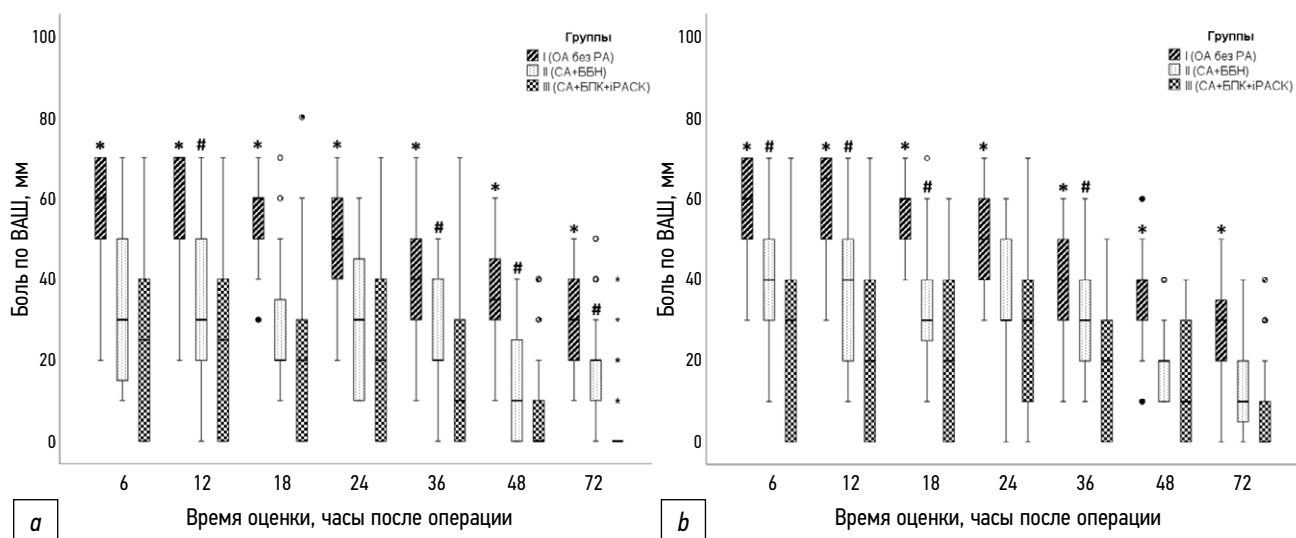 Группы
I (ОА без РА)
II (СА+ББН)
III (СА+БПК+iPACK)
Боль по ВАШ, мм
100
80
60
40
20
0
* * # * * * # * # * #
6 12 18 24 36 48 72
Время оценки, часы после операции
a
Группы
I (ОА без РА)
II (СА+ББН)
III (СА+БПК+iPACK)
Боль по ВАШ, мм
100
80
60
40
20
0
* # * # * # * * # * *
6 12 18 24 36 48 72
Время оценки, часы после операции
b